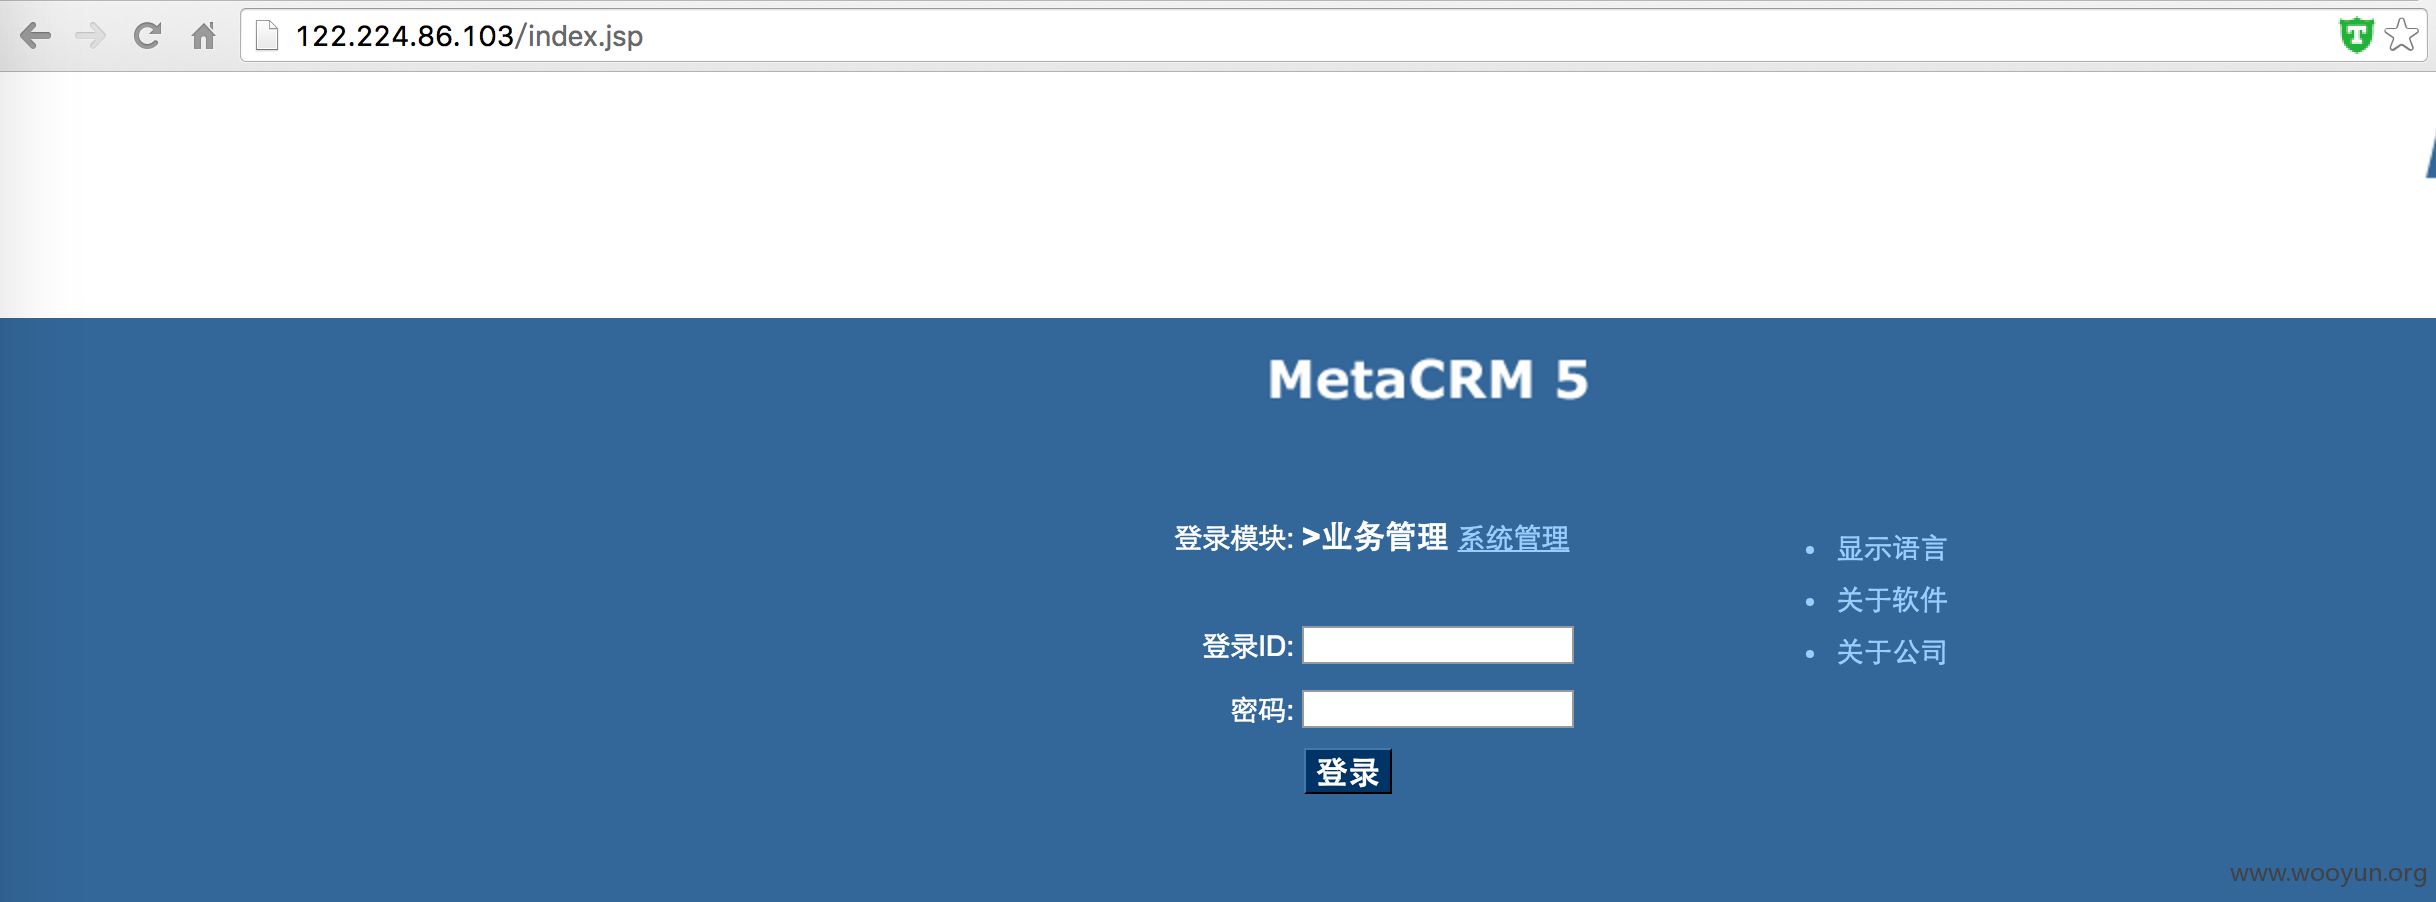 122.224.86.103/index.jsp
MetaCRM 5
登录模块: >业务管理 系统管理
登录ID:
密码:
登录
• 显示语言
• 关于软件
• 关于公司
www.wooyun.org